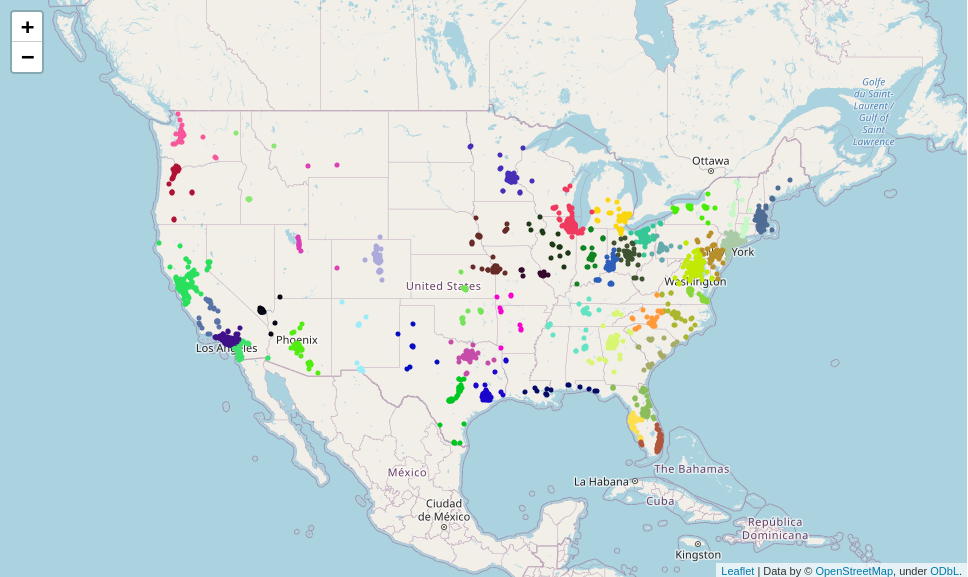 +
−
Golfe
du Saint-
Laurent /
Gulf of
Saint
Lawrence
Ottawa
York
United States
Washington
Los Angeles
Phoenix
México
Ciudad
de México
La Habana
The Bahamas
Cuba
República
Dominicana
Kingston
Leaflet | Data by © OpenStreetMap, under ODbL.